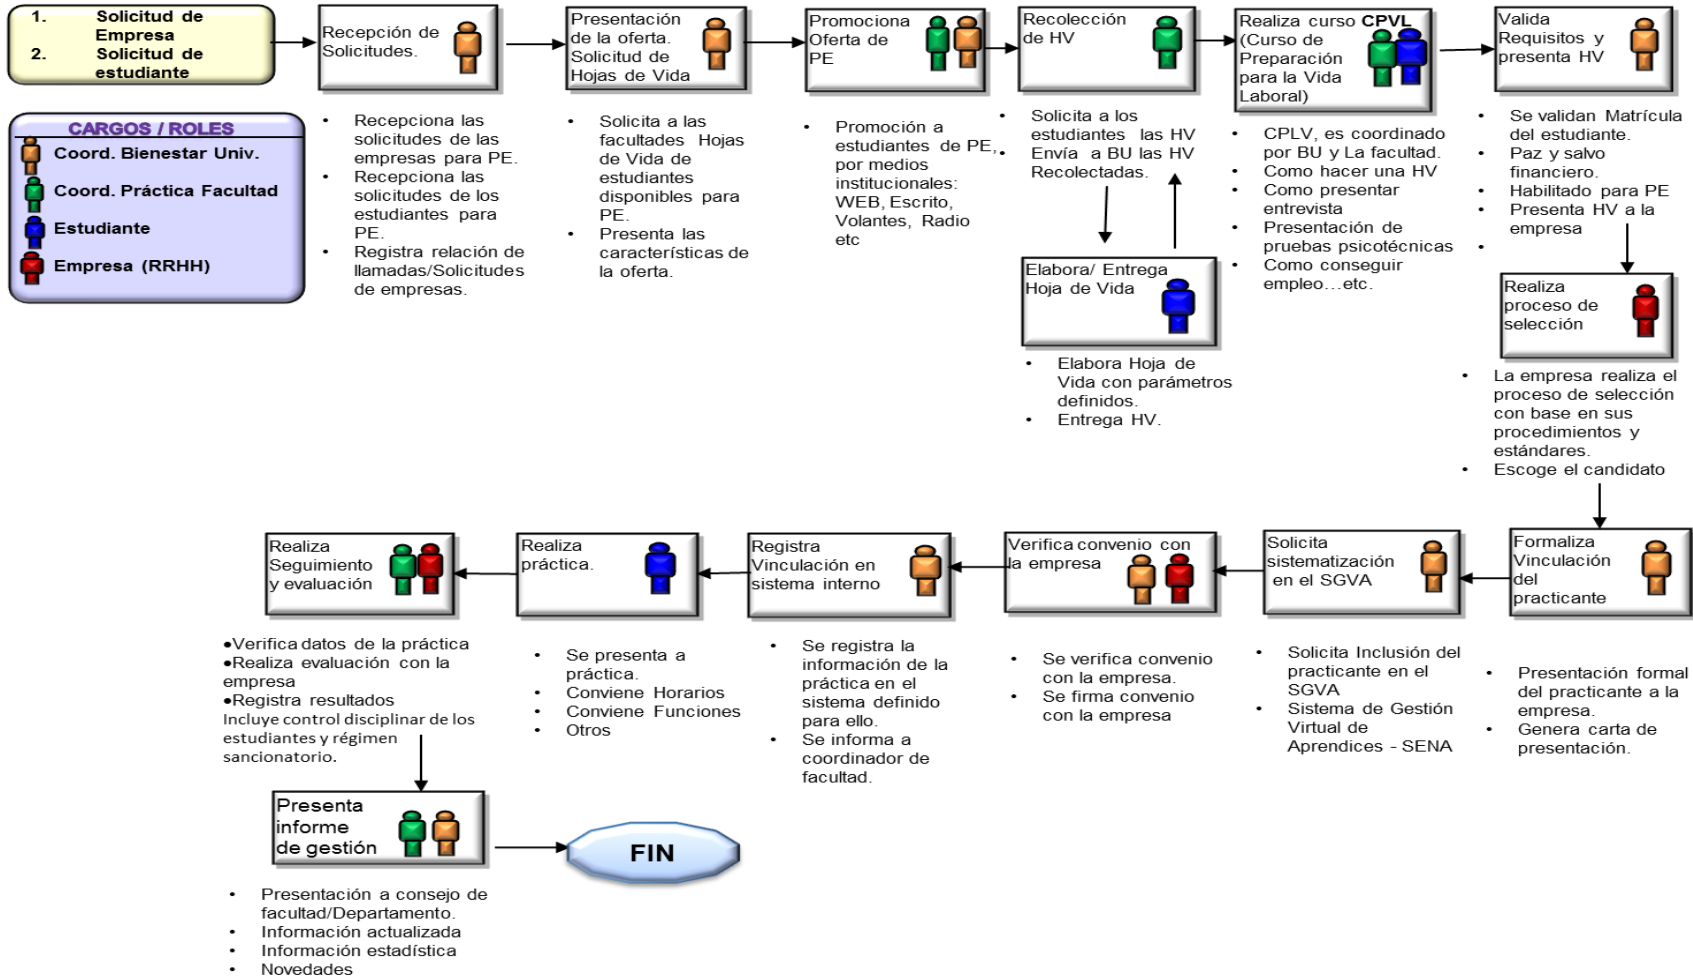 1. Solicitud de
Empresa
2. Solicitud de
estudiante
Recepción de
Solicitudes.
Presentación
de la oferta.
Solicitud de
Hojas de Vida
Promociona
Oferta de
PE
Recolección
de HV
Realiza curso CPVL
(Curso de
Preparación
para la Vida
Laboral)
Valida
Requisitos y
presenta HV
CARGOS / ROLES
Coord. Bienestar Univ.
Coord. Práctica Facultad
Estudiante
Empresa (RRHH)
• Recepciona las
solicitudes de las
empresas para PE.
• Recepciona las
solicitudes de los
estudiantes para
PE.
• Registra relación de
llamadas/Solicitudes
de empresas.
• Solicita a las
facultades Hojas
de Vida de
estudiantes
disponibles para
PE.
• Presenta las
características de
la oferta.
• Promoción a
estudiantes de PE,
por medios
institucionales:
WEB, Escrito,
Volantes, Radio
etc
• Solicita a los
estudiantes las HV
• Envía a BU las HV
Recolectadas.
Elabora/ Entrega
Hoja de Vida
• Elabora Hoja de
Vida con parámetros
definidos.
• Entrega HV.
• CPLV, es coordinado
por BU y La facultad.
• Como hacer una HV
• Como presentar
entrevista
• Presentación de
pruebas psicotécnicas
• Como conseguir
empleo…etc.
• Se validan Matrícula
del estudiante.
• Paz y salvo
financiero.
• Habilitado para PE
• Presenta HV a la
empresa
•
Realiza
proceso de
selección
• La empresa realiza el
proceso de selección
con base en sus
procedimientos y
estándares.
• Escoge el candidato
Formaliza
Vinculación
del
practicante
• Presentación formal
del practicante a la
empresa.
• Genera carta de
presentación.
Solicita
sistematización
en el SGVA
• Solicita Inclusión del
practicante en el
SGVA
• Sistema de Gestión
Virtual de
Aprendices - SENA
Verifica convenio con
la empresa
• Se verifica convenio
con la empresa.
• Se firma convenio
con la empresa
Registra
Vinculación en
sistema interno
• Se registra la
información de la
práctica en el
sistema definido
para ello.
• Se informa a
coordinador de
facultad.
Realiza
práctica.
• Se presenta a
práctica.
• Conviene Horarios
• Conviene Funciones
• Otros
Realiza
Seguimiento
y evaluación
●Verifica datos de la práctica
●Realiza evaluación con la
empresa
●Registra resultados
Incluye control disciplinar de los
estudiantes y régimen
sancionatorio.
Presenta
informe
de gestión
FIN
• Presentación a consejo de
facultad/Departamento.
• Información actualizada
• Información estadística
• Novedades